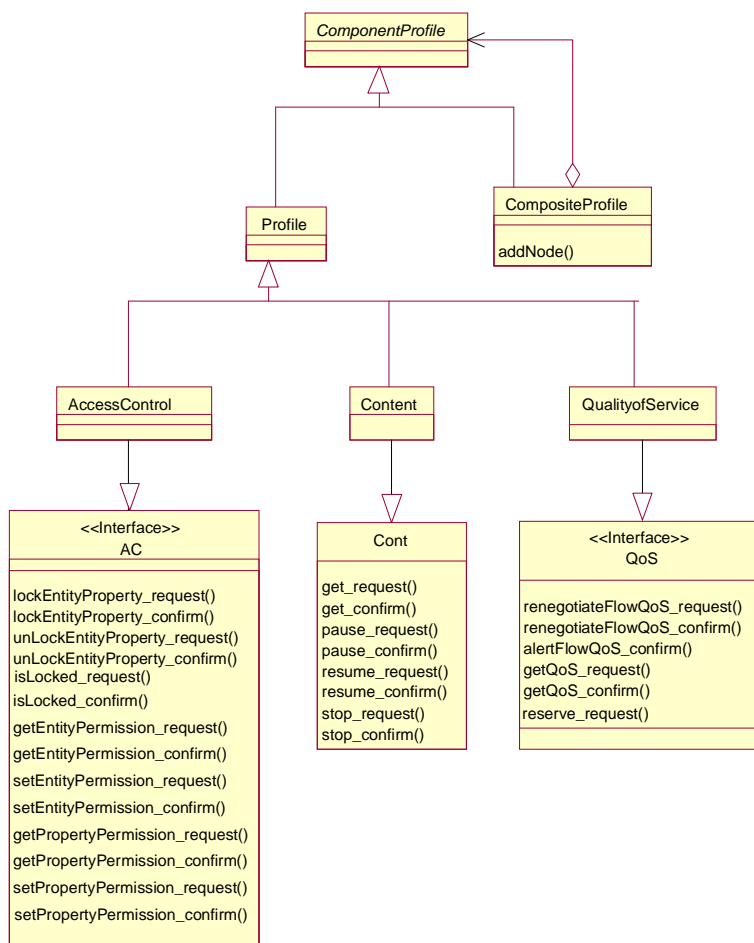 ComponentProfile
Profile
CompositeProfile
addNode()
AccessControl
Content
QualityofService
<<Interface>>
AC
lockEntityProperty_request()
lockEntityProperty_confirm()
unLockEntityProperty_request()
unLockEntityProperty_confirm()
isLocked_request()
isLocked_confirm()
getEntityPermission_request()
getEntityPermission_confirm()
setEntityPermission_request()
setEntityPermission_confirm()
getPropertyPermission_request()
getPropertyPermission_confirm()
setPropertyPermission_request()
setPropertyPermission_confirm()
Cont
get_request()
get_confirm()
pause_request()
pause_confirm()
resume_request()
resume_confirm()
stop_request()
stop_confirm()
<<Interface>>
QoS
renegotiateFlowQoS_request()
renegotiateFlowQoS_confirm()
alertFlowQoS_confirm()
getQoS_request()
getQoS_confirm()
reserve_request()